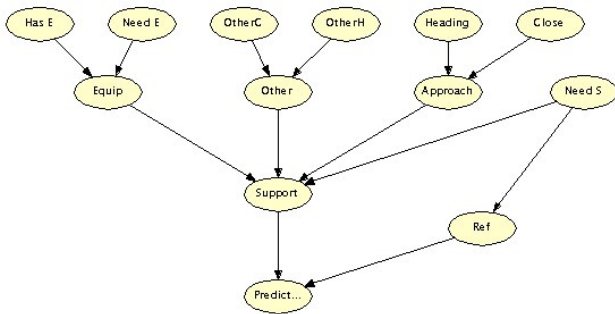 Has E
Need E
OtherC
OtherH
Heading
Close
Equip
Other
Approach
Need S
Support
Ref
Predict...